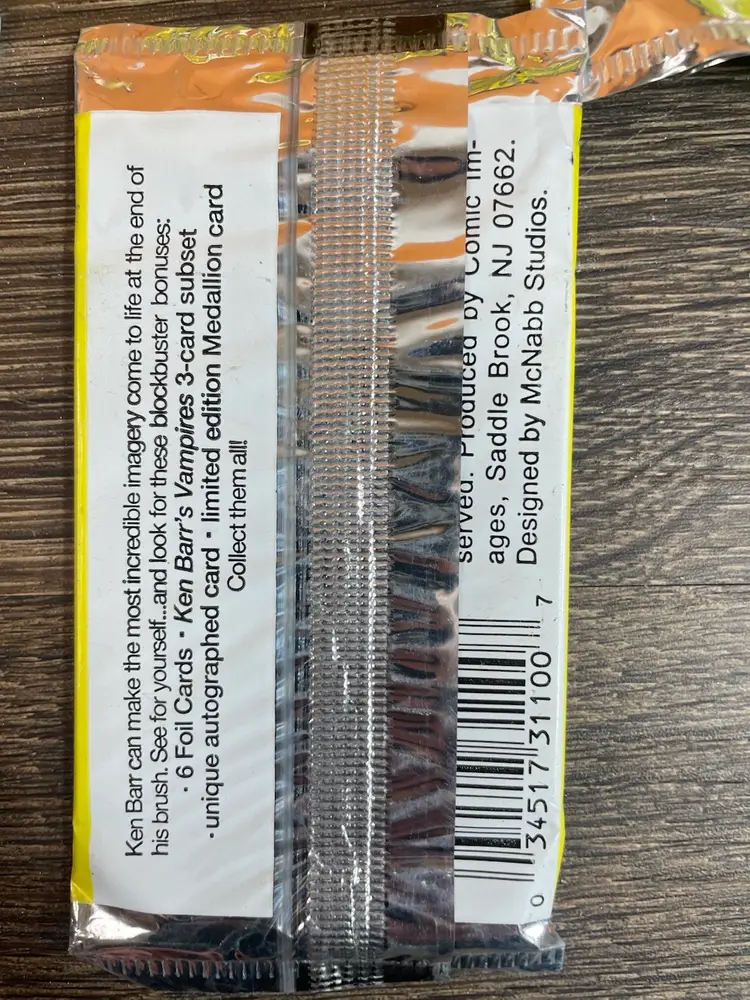 Ken Barr can make the most incredible imagery come to life at the end of
his brush. See for yourself...and look for these blockbuster bonuses:
• 6 Foil Cards • Ken Barr's Vampires 3-card subset
• unique autographed card • limited edition Medallion card
Collect them all!
served. Produced by Comic Im-
ages, Saddle Brook, NJ 07662.
Designed by McNabb Studios.
0 34517 31100 7